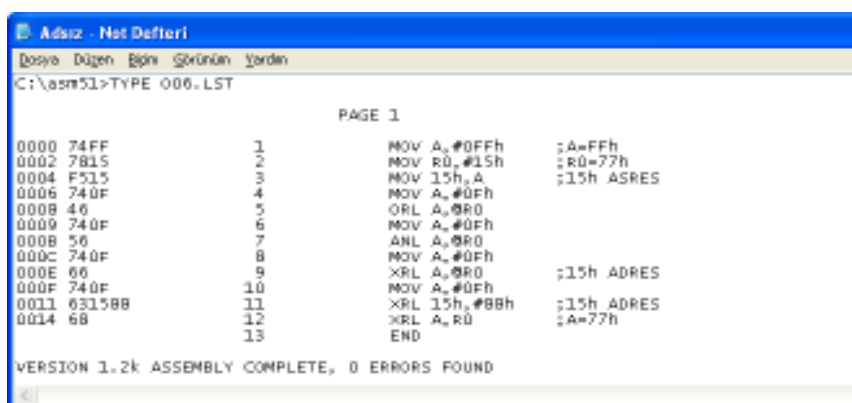 Adsız - Not Defteri
Dosya Düzen Biçim Görünüm Yardım
C:\asm51>TYPE 006.LST
PAGE 1
0000 74FF 1 MOV A,#0FFh ;A=FFh
0002 7815 2 MOV R0,#15h ;R0=77h
0004 F515 3 MOV 15h,A ;15h ASRES
0006 740F 4 MOV A,#0Fh
0008 46 5 ORL A,@R0
0009 740F 6 MOV A,#0Fh
000B 56 7 ANL A,@R0
000C 740F 8 MOV A,#0Fh
000E 66 9 XRL A,@R0 ;15h ADRES
000F 740F 10 MOV A,#0Fh
0011 631588 11 XRL 15h,#88h ;15h ADRES
0014 68 12 XRL A,R0 ;A=77h
13 END
VERSION 1.2k ASSEMBLY COMPLETE, 0 ERRORS FOUND